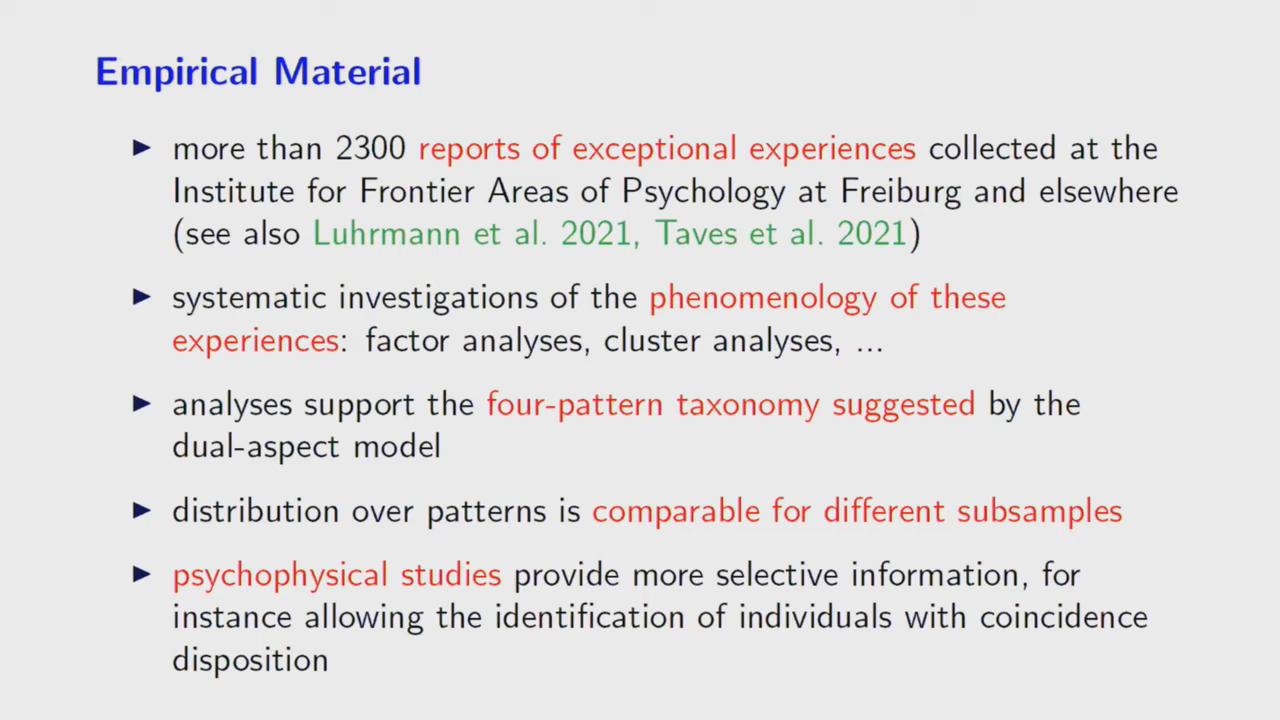 Empirical Material
▶ more than 2300 reports of exceptional experiences collected at the
Institute for Frontier Areas of Psychology at Freiburg and elsewhere
(see also Luhrmann et al. 2021, Taves et al. 2021)
▶ systematic investigations of the phenomenology of these
experiences: factor analyses, cluster analyses, ...
▶ analyses support the four-pattern taxonomy suggested by the
dual-aspect model
▶ distribution over patterns is comparable for different subsamples
▶ psychophysical studies provide more selective information, for
instance allowing the identification of individuals with coincidence
disposition